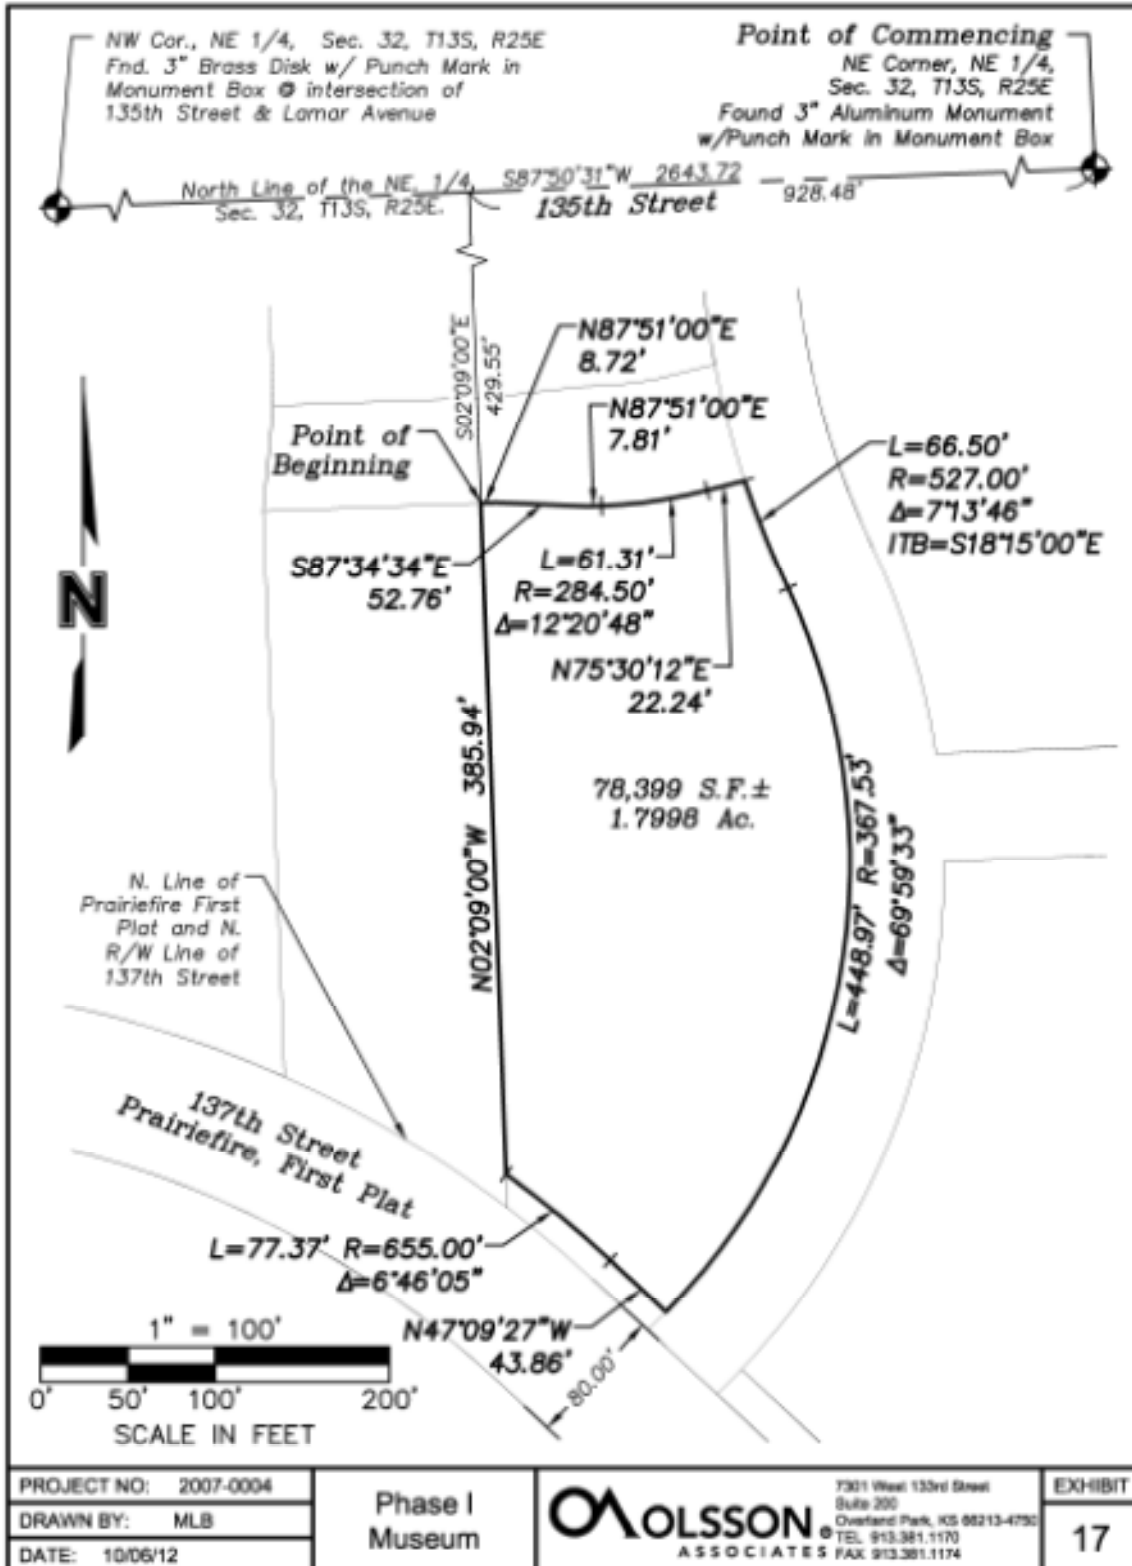 NW Cor., NE 1/4, Sec. 32, T13S, R25E
Fnd. 3" Brass Disk w/ Punch Mark in
Monument Box @ intersection of
135th Street & Lamar Avenue
Point of Commencing
NE Corner, NE 1/4,
Sec. 32, T13S, R25E
Found 3" Aluminum Monument
w/Punch Mark in Monument Box
North Line of the NE. 1/4
Sec. 32, T13S, R25E.
S87°50'31"W 2643.72
135th Street
928.48'
S02°09'00"E
429.55'
N87°51'00"E
8.72'
N87°51'00"E
7.81'
Point of
Beginning
L=66.50'
R=527.00'
Δ=7°13'46"
ITB=S18°15'00"E
S87°34'34"E
52.76'
L=61.31'
R=284.50'
Δ=12°20'48"
N
N75°30'12"E
22.24'
N02°09'00"W 385.94'
78,399 S.F.±
1.7998 Ac.
L=448.97' R=367.53'
Δ=69°59'33"
N. Line of
Prairiefire First
Plat and N.
R/W Line of
137th Street
137th Street
Prairiefire, First Plat
L=77.37' R=655.00'
Δ=6°46'05"
N47°09'27"W
43.86'
80.00'
1" = 100'
0' 50' 100' 200'
SCALE IN FEET
PROJECT NO: 2007-0004
DRAWN BY: MLB
DATE: 10/06/12
Phase I
Museum
OLSSON ®
ASSOCIATES
7301 West 133rd Street
Suite 200
Overland Park, KS 66213-4750
TEL 913.381.1170
FAX 913.381.1174
EXHIBIT
17